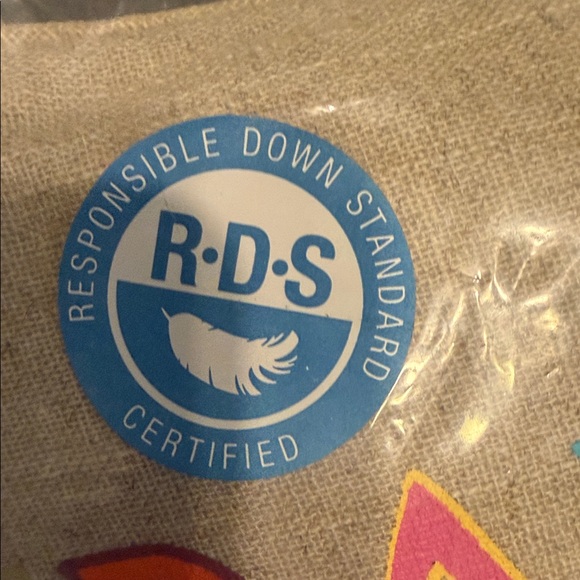 RESPONSIBLE DOWN STANDARD
R•D•S
CERTIFIED